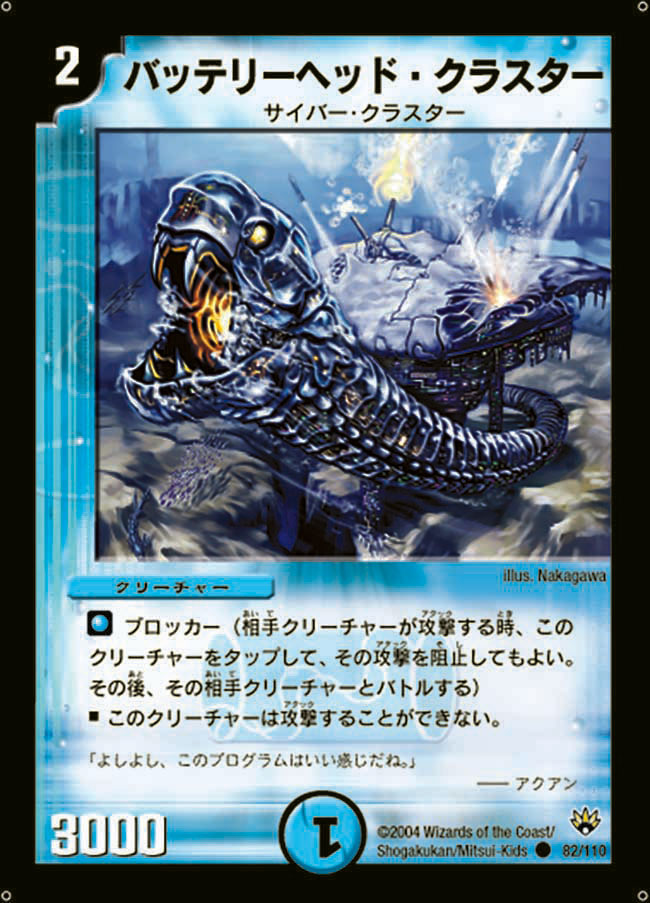 2
バッテリーヘッド・クラスター
サイバー・クラスター
illus. Nakagawa
クリーチャー
ブロッカー（相手クリーチャーが攻撃する時、この
クリーチャーをタップして、その攻撃を阻止してもよい。
その後、その相手クリーチャーとバトルする）
■ このクリーチャーは攻撃することができない。
「よしよし、このプログラムはいい感じだね。」
—— アクアン
3000
1
©2004 Wizards of the Coast/
Shogakukan/Mitsui-Kids ● 82/110